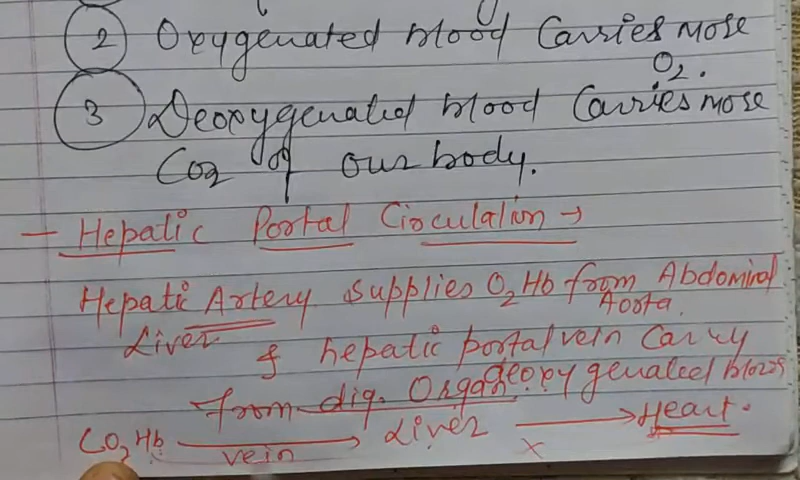 2 Oxygenated blood Carries more
O2.
3 Deoxygenated blood Carries more
CO2 of our body.
- Hepatic Portal Circulation →
Hepatic Artery supplies O2Hb from Abdominal
Aorta.
Liver & hepatic portal vein Carry
deoxygenated blood
from dig. Organ
CO2Hb vein → Liver x → Heart.